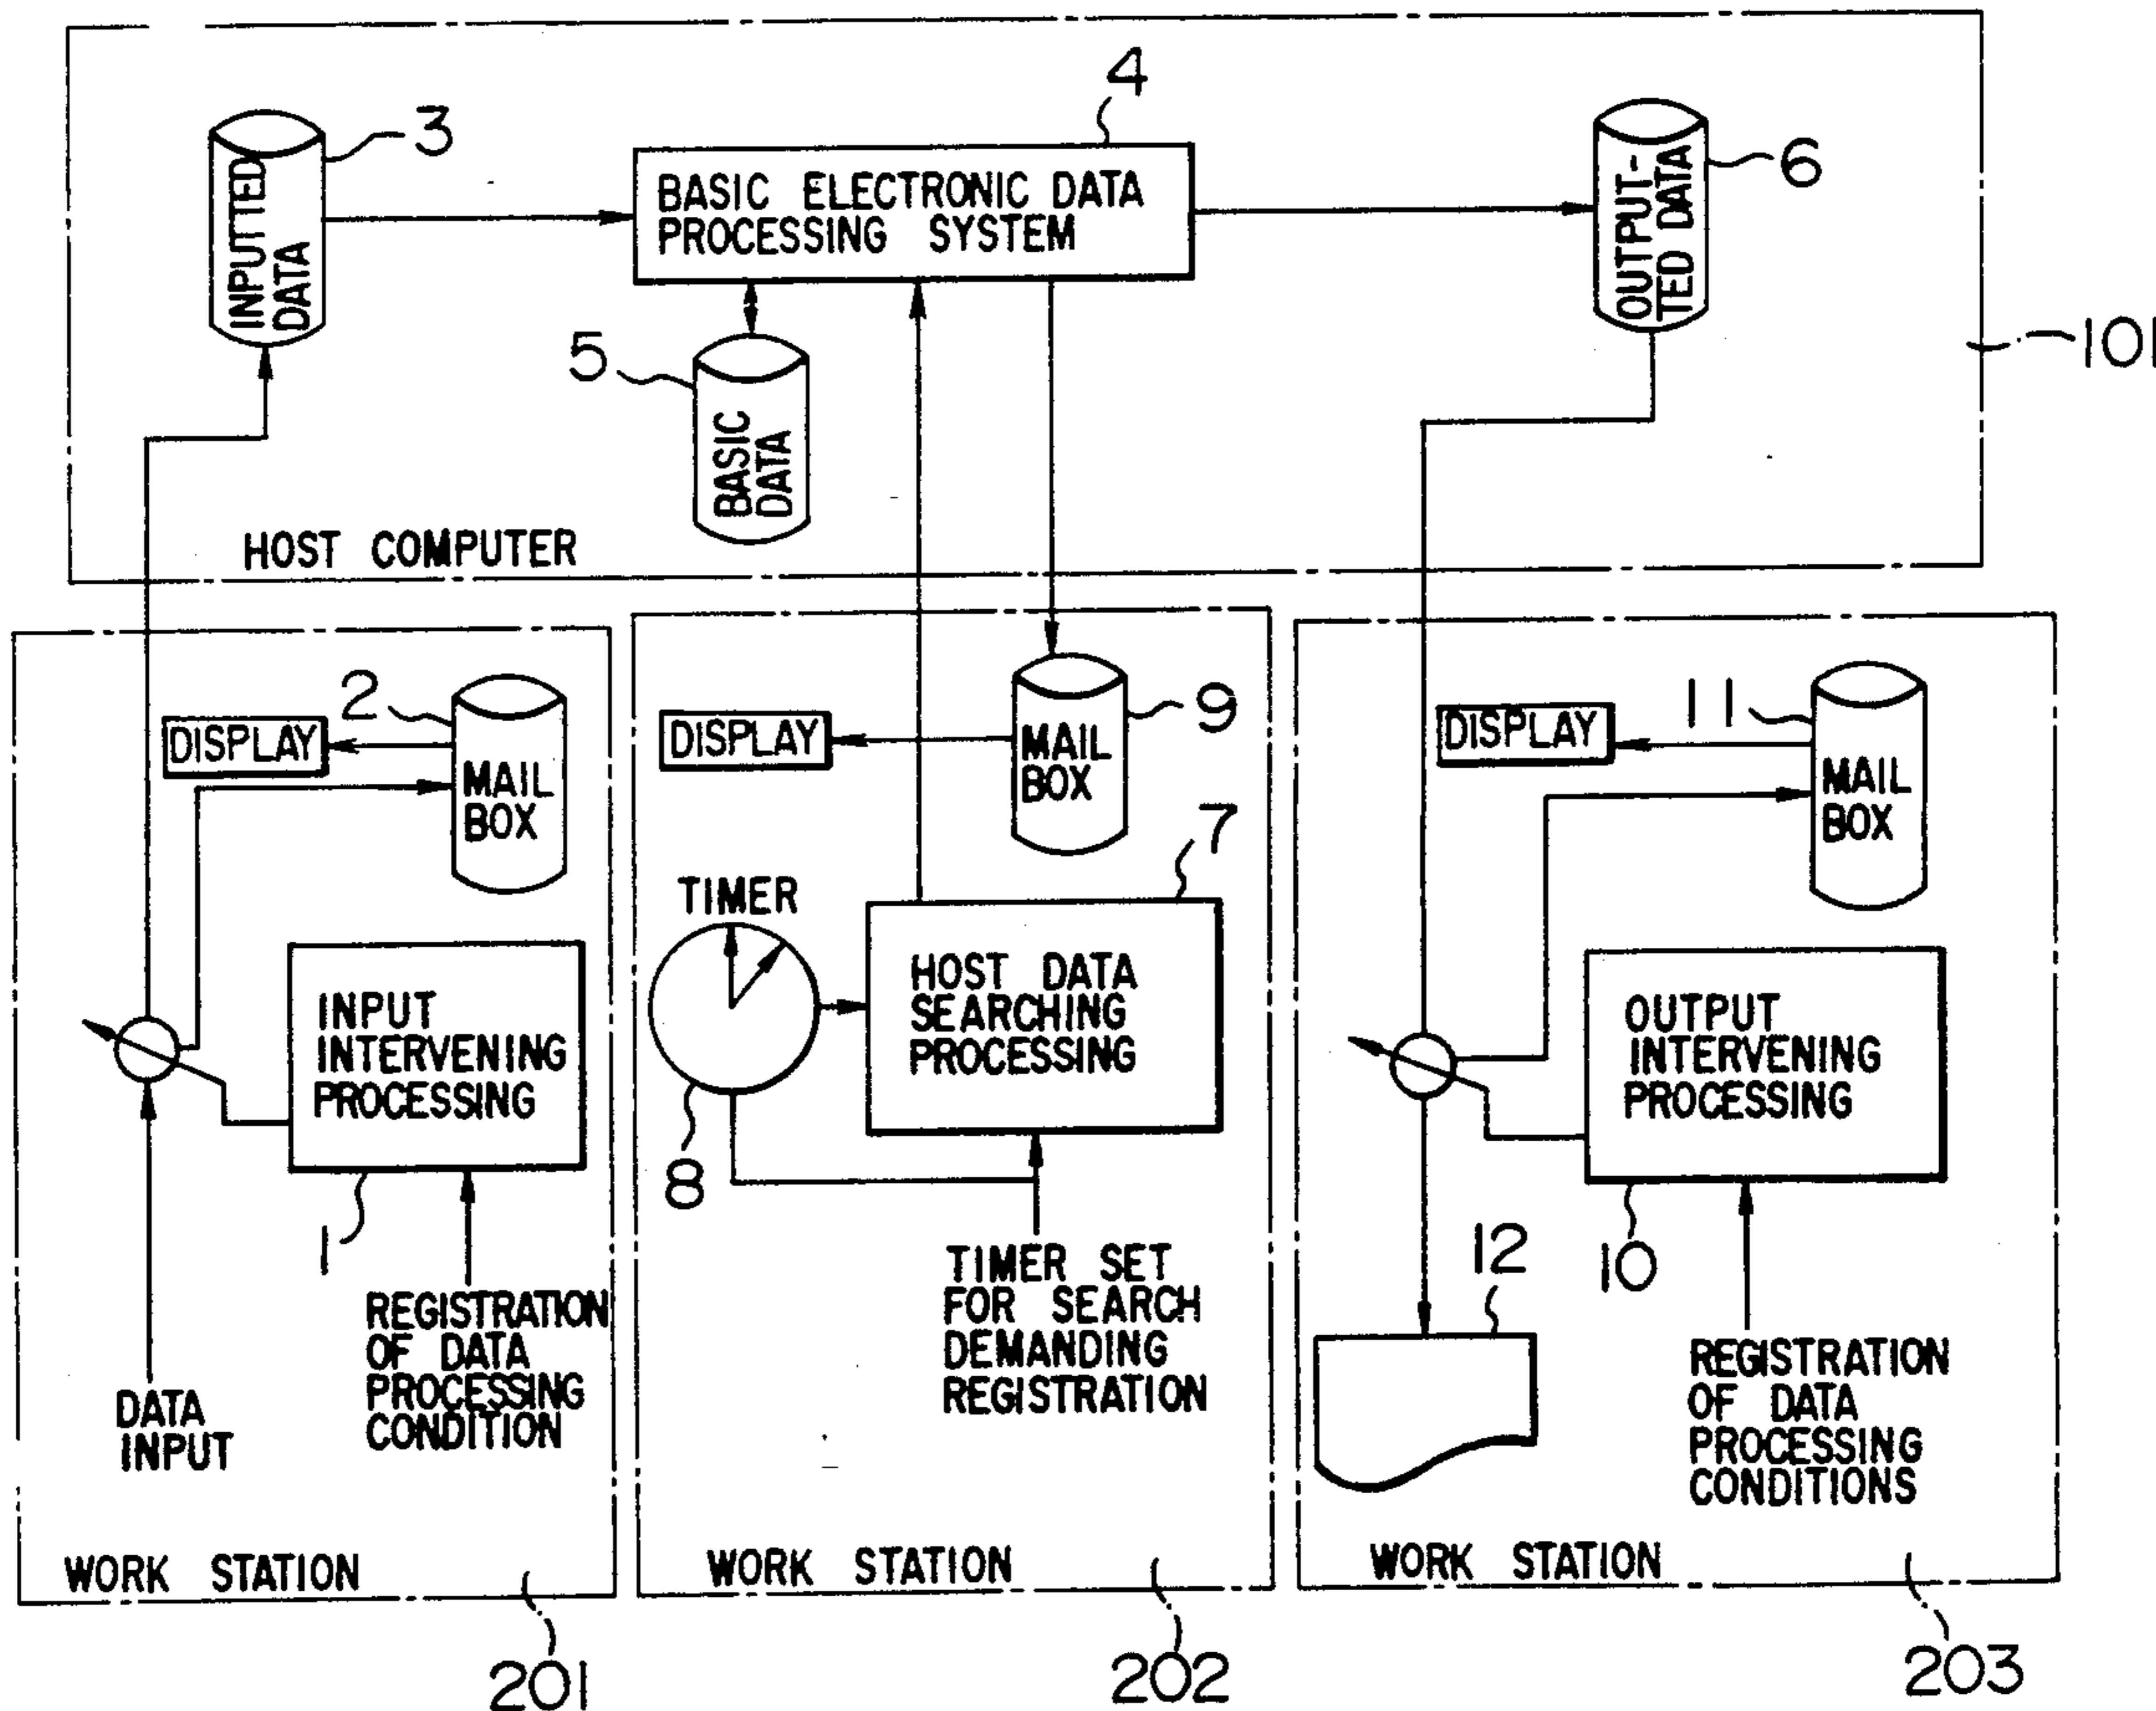 4
3
6
INPUTTED
DATA
BASIC ELECTRONIC DATA
PROCESSING SYSTEM
OUTPUT-
TED DATA
101
5
BASIC
DATA
HOST COMPUTER
2
DISPLAY
MAIL
BOX
9
DISPLAY
MAIL
BOX
11
DISPLAY
MAIL
BOX
7
TIMER
INPUT
INTERVENING
PROCESSING
HOST DATA
SEARCHING
PROCESSING
OUTPUT
INTERVENING
PROCESSING
8
1
10
12
DATA
INPUT
REGISTRATION
OF DATA
PROCESSING
CONDITION
TIMER SET
FOR SEARCH
DEMANDING
REGISTRATION
REGISTRATION
OF DATA
PROCESSING
CONDITIONS
WORK STATION
WORK STATION
WORK STATION
201
202
203